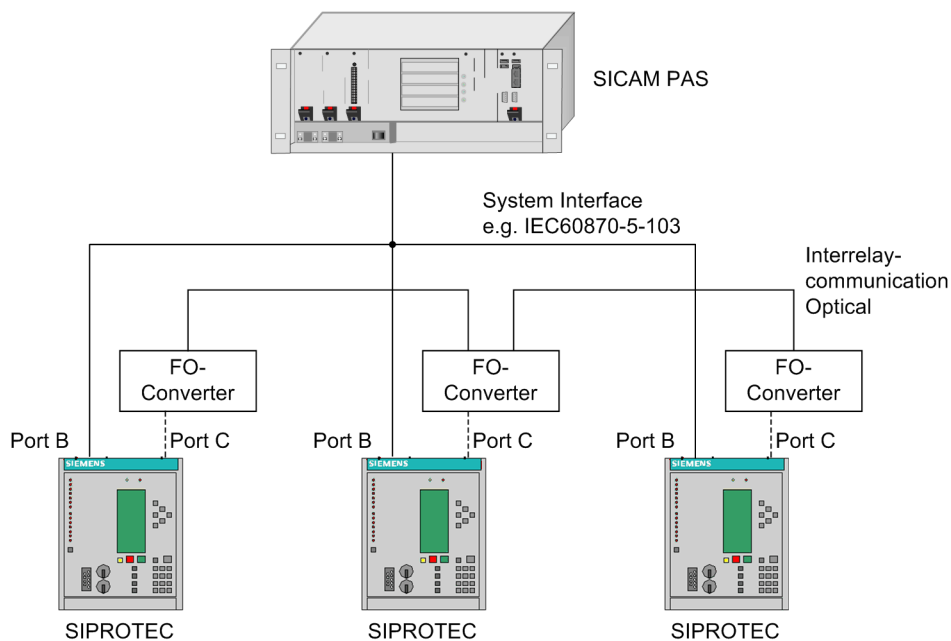 SICAM PAS
System Interface
e.g. IEC60870-5-103
Interrelay-
communication
Optical
FO-
Converter
FO-
Converter
FO-
Converter
Port B
Port C
Port B
Port C
Port B
Port C
SIEMENS
SIEMENS
SIEMENS
SIPROTEC
SIPROTEC
SIPROTEC